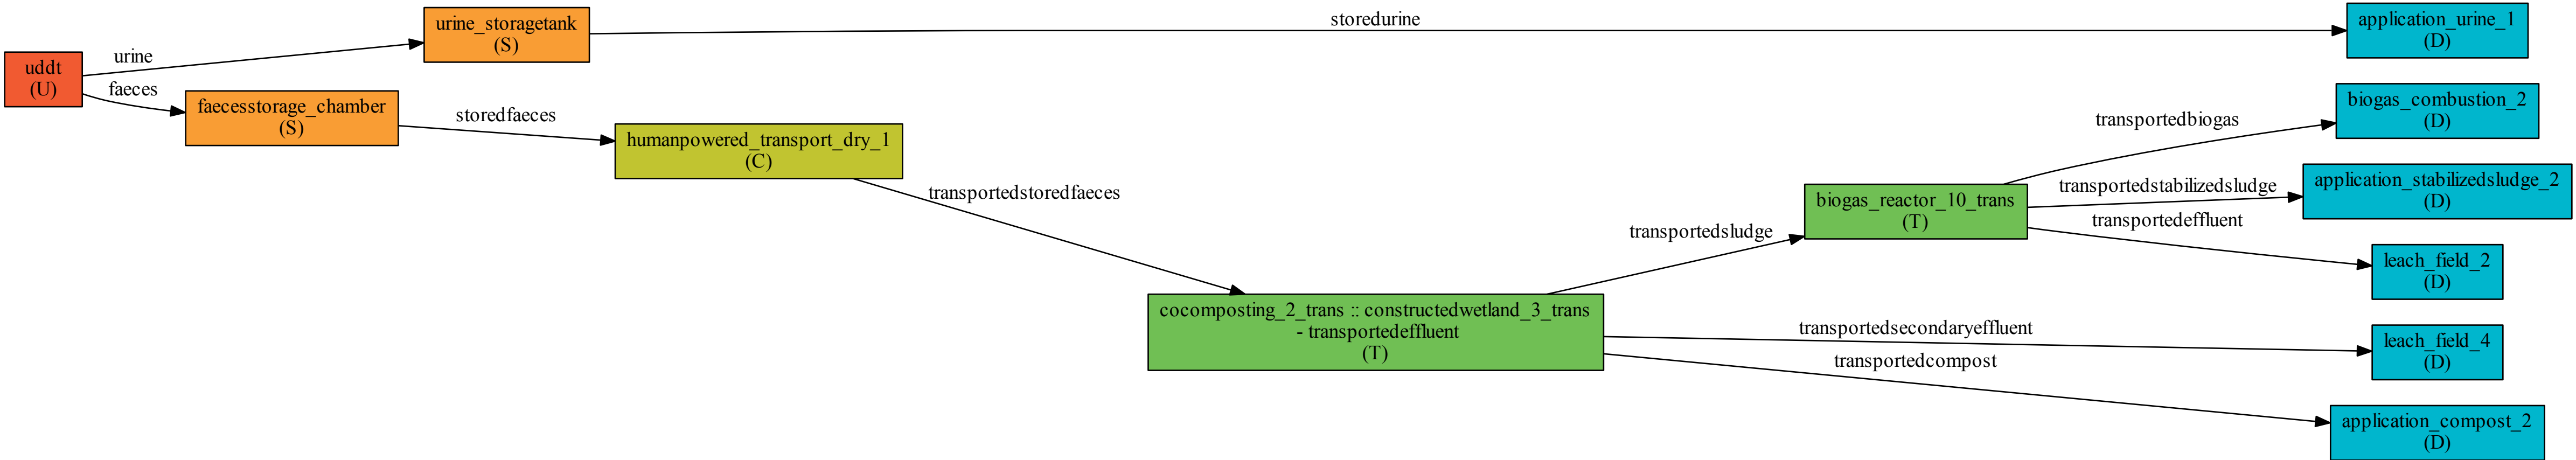 uddt
(U)
urine
faeces
urine_storagetank
(S)
faecesstorage_chamber
(S)
storedurine
storedfaeces
humanpowered_transport_dry_1
(C)
transportedstoredfaeces
cocomposting_2_trans :: constructedwetland_3_trans
- transportedeffluent
(T)
transportedsludge
transportedsecondaryeffluent
transportedcompost
biogas_reactor_10_trans
(T)
transportedbiogas
transportedstabilizedsludge
transportedeffluent
application_urine_1
(D)
biogas_combustion_2
(D)
application_stabilizedsludge_2
(D)
leach_field_2
(D)
leach_field_4
(D)
application_compost_2
(D)